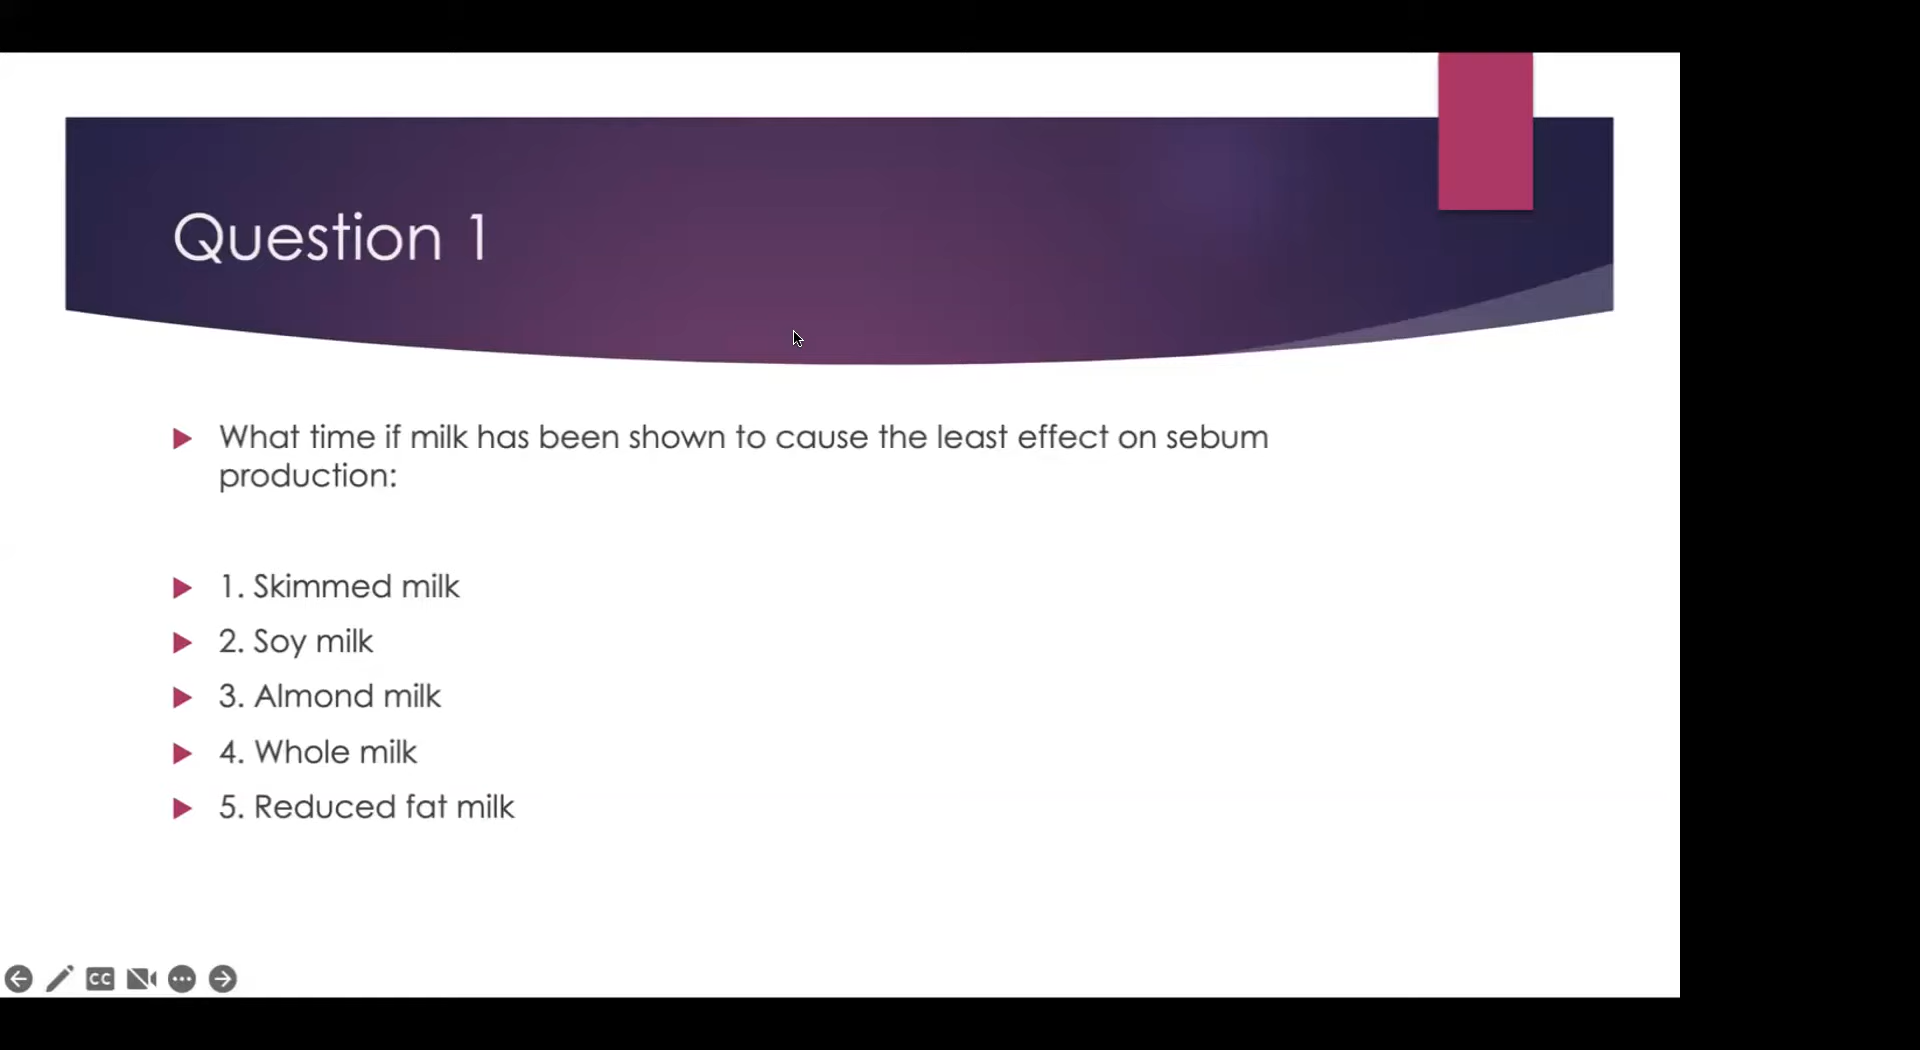 Question 1
What time if milk has been shown to cause the least effect on sebum
production:
1. Skimmed milk
2. Soy milk
3. Almond milk
4. Whole milk
5. Reduced fat milk
CC